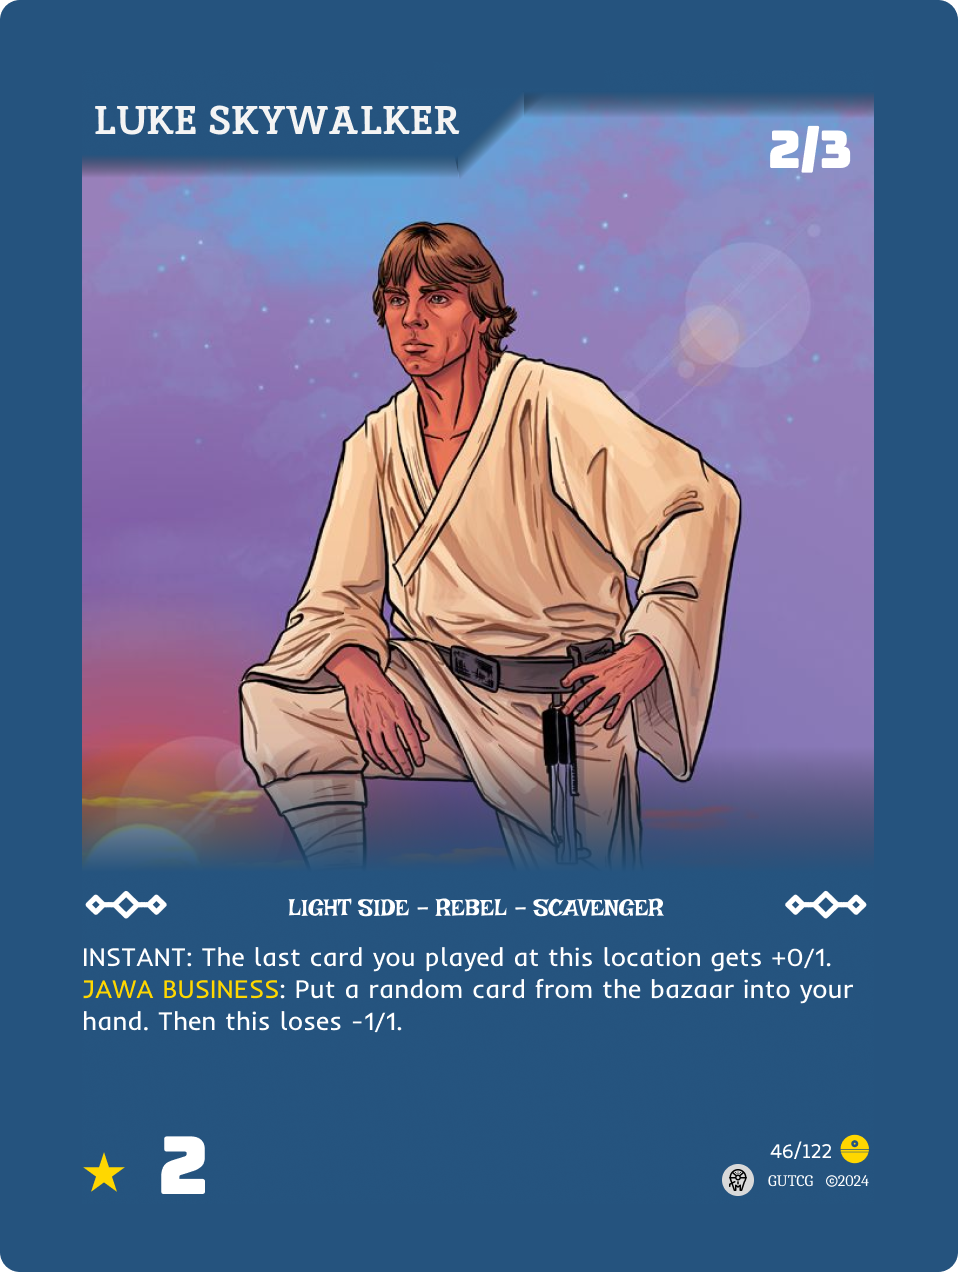 LUKE SKYWALKER
2/3
LIGHT SIDE – REBEL – SCAVENGER
INSTANT: The last card you played at this location gets +0/1.
JAWA BUSINESS: Put a random card from the bazaar into your
hand. Then this loses -1/1.
2
46/122
GUTCG ©2024